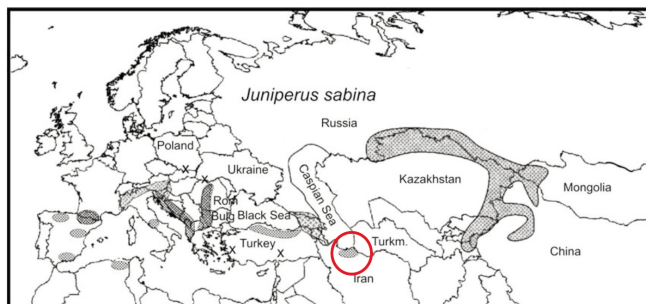 Juniperus sabina
Russia
Poland
X
X
Ukraine
Kazakhstan
Mongolia
Caspian Sea
Rom
Bulg
Black Sea
Turkey
X
X
Turkm.
China
Iran